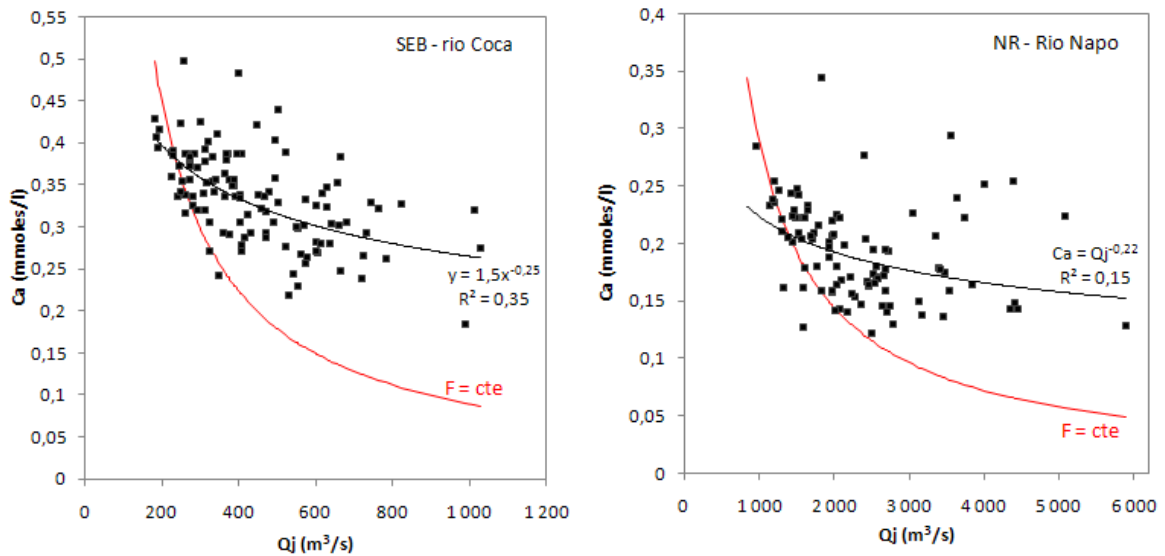 0,55
SEB - rio Coca
0,5
0,45
0,4
0,35
0,3
0,25
0,2
0,15
0,1
0,05
0
Ca (mmoles/l)
y = 1,5x^-0,25
R² = 0,35
F = cte
0 200 400 600 800 1 000 1 200
Qj (m³/s)
0,4
NR - Rio Napo
0,35
0,3
0,25
0,2
0,15
0,1
0,05
0
Ca (mmoles/l)
Ca = Qj^-0,22
R² = 0,15
F = cte
0 1 000 2 000 3 000 4 000 5 000 6 000
Qj (m³/s)